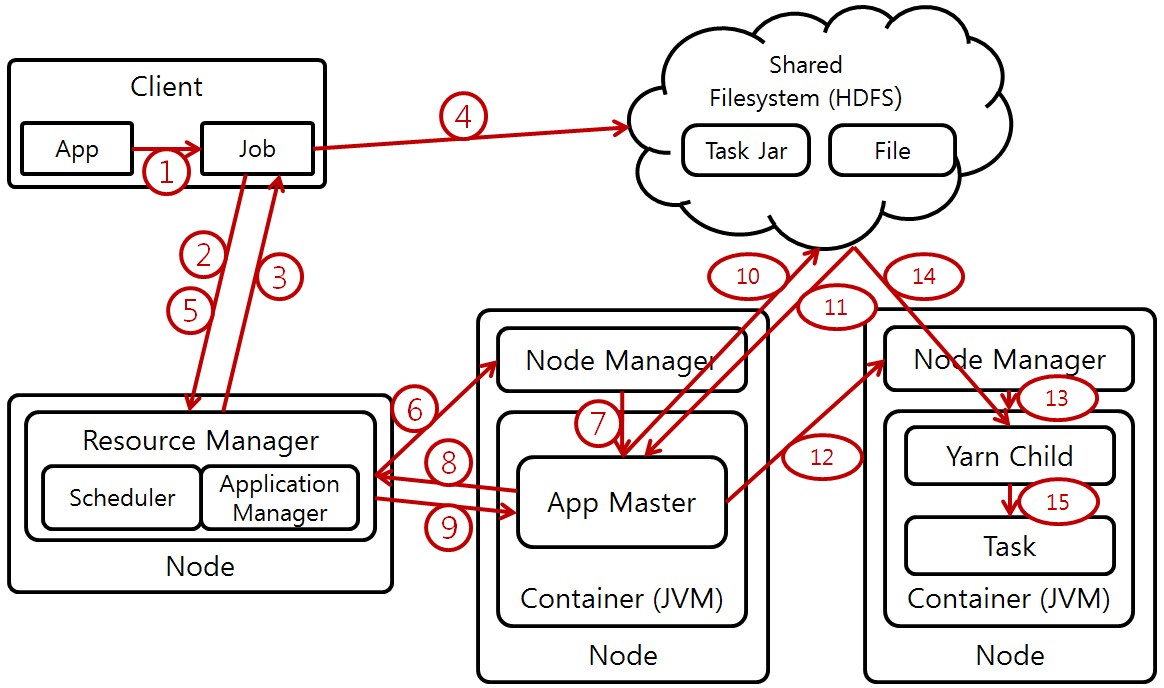 Client
App
Job
1
4
Shared
Filesystem (HDFS)
Task Jar
File
2
3
5
10
11
14
Resource Manager
Scheduler
Application
Manager
Node
6
8
9
Node Manager
7
App Master
Container (JVM)
Node
12
Node Manager
13
Yarn Child
15
Task
Container (JVM)
Node